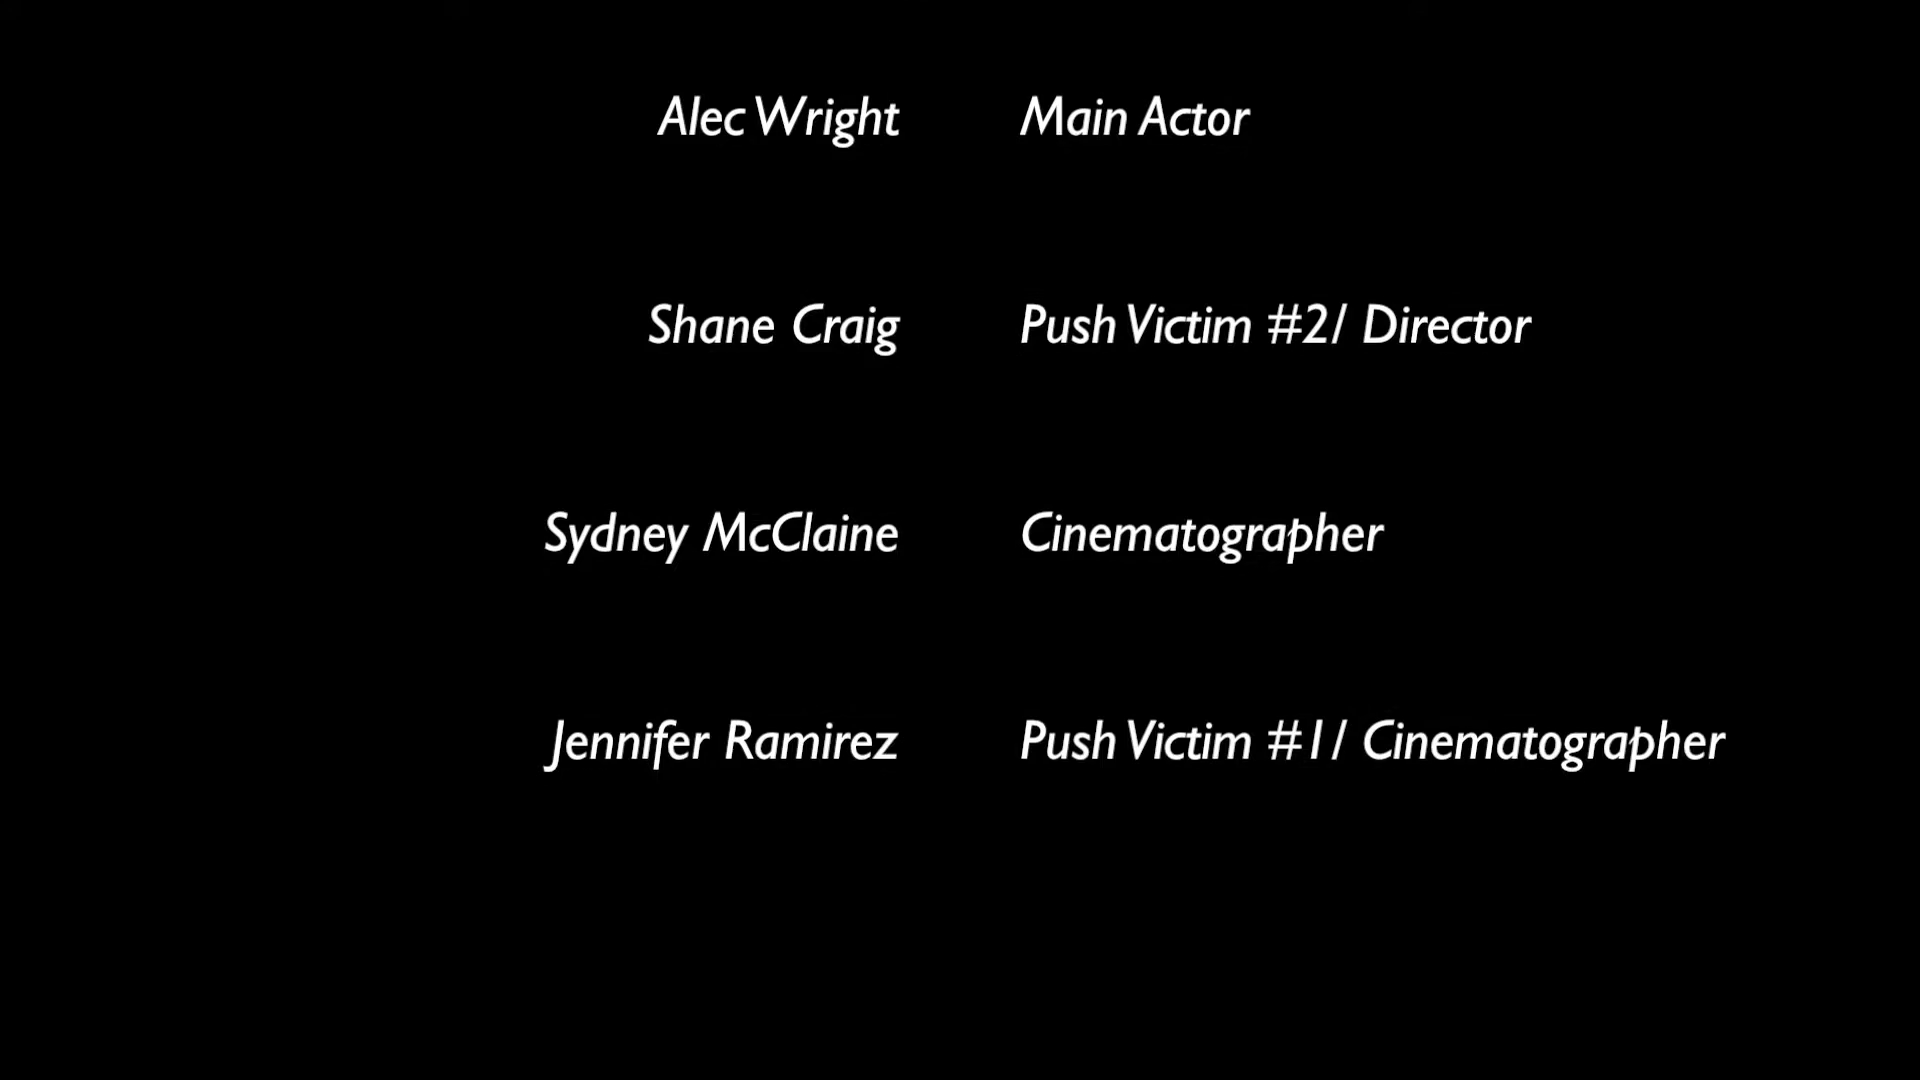 Alec Wright Main Actor
Shane Craig Push Victim #2/ Director
Sydney McClaine Cinematographer
Jennifer Ramirez Push Victim #1/ Cinematographer